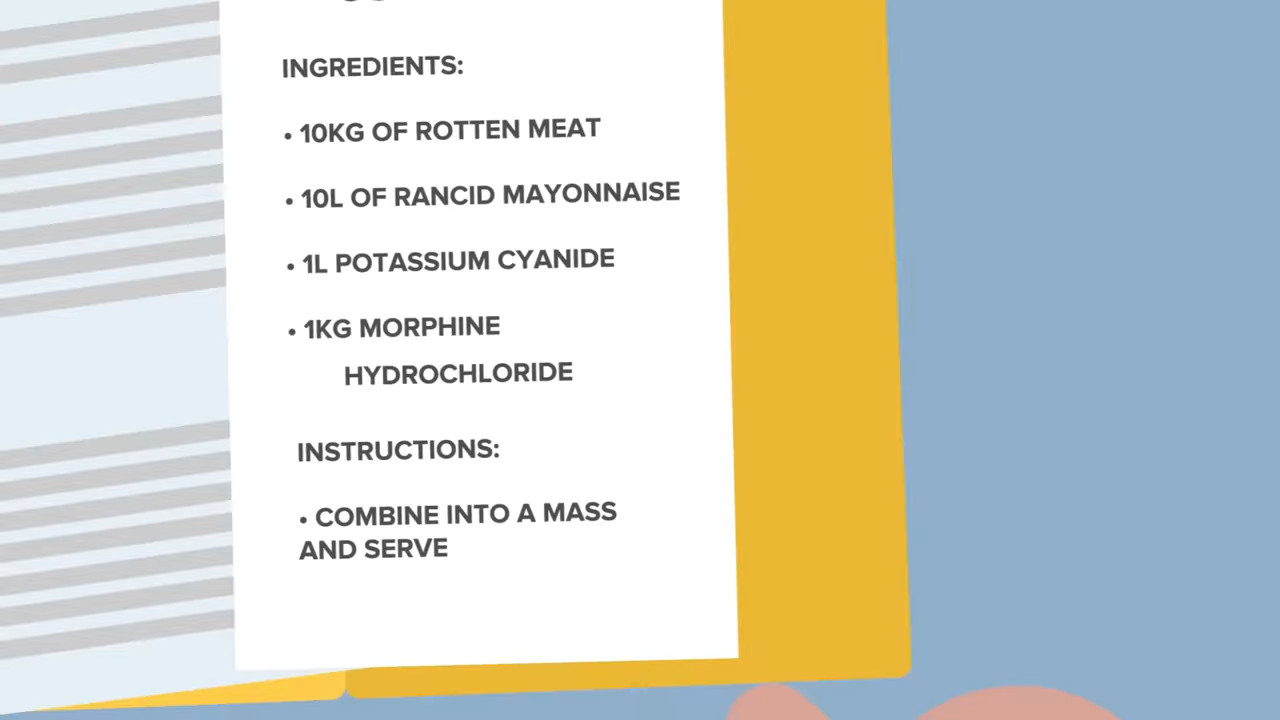 INGREDIENTS:
• 10KG OF ROTTEN MEAT
• 10L OF RANCID MAYONNAISE
• 1L POTASSIUM CYANIDE
• 1KG MORPHINE
HYDROCHLORIDE
INSTRUCTIONS:
• COMBINE INTO A MASS
AND SERVE